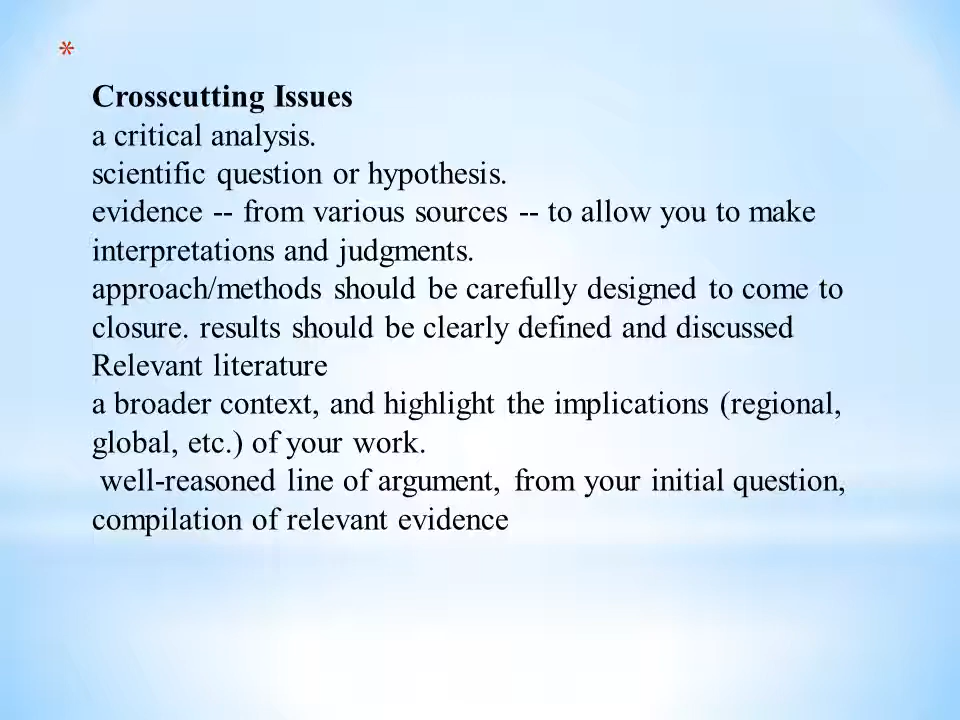 *
Crosscutting Issues
a critical analysis.
scientific question or hypothesis.
evidence -- from various sources -- to allow you to make
interpretations and judgments.
approach/methods should be carefully designed to come to
closure. results should be clearly defined and discussed
Relevant literature
a broader context, and highlight the implications (regional,
global, etc.) of your work.
well-reasoned line of argument, from your initial question,
compilation of relevant evidence